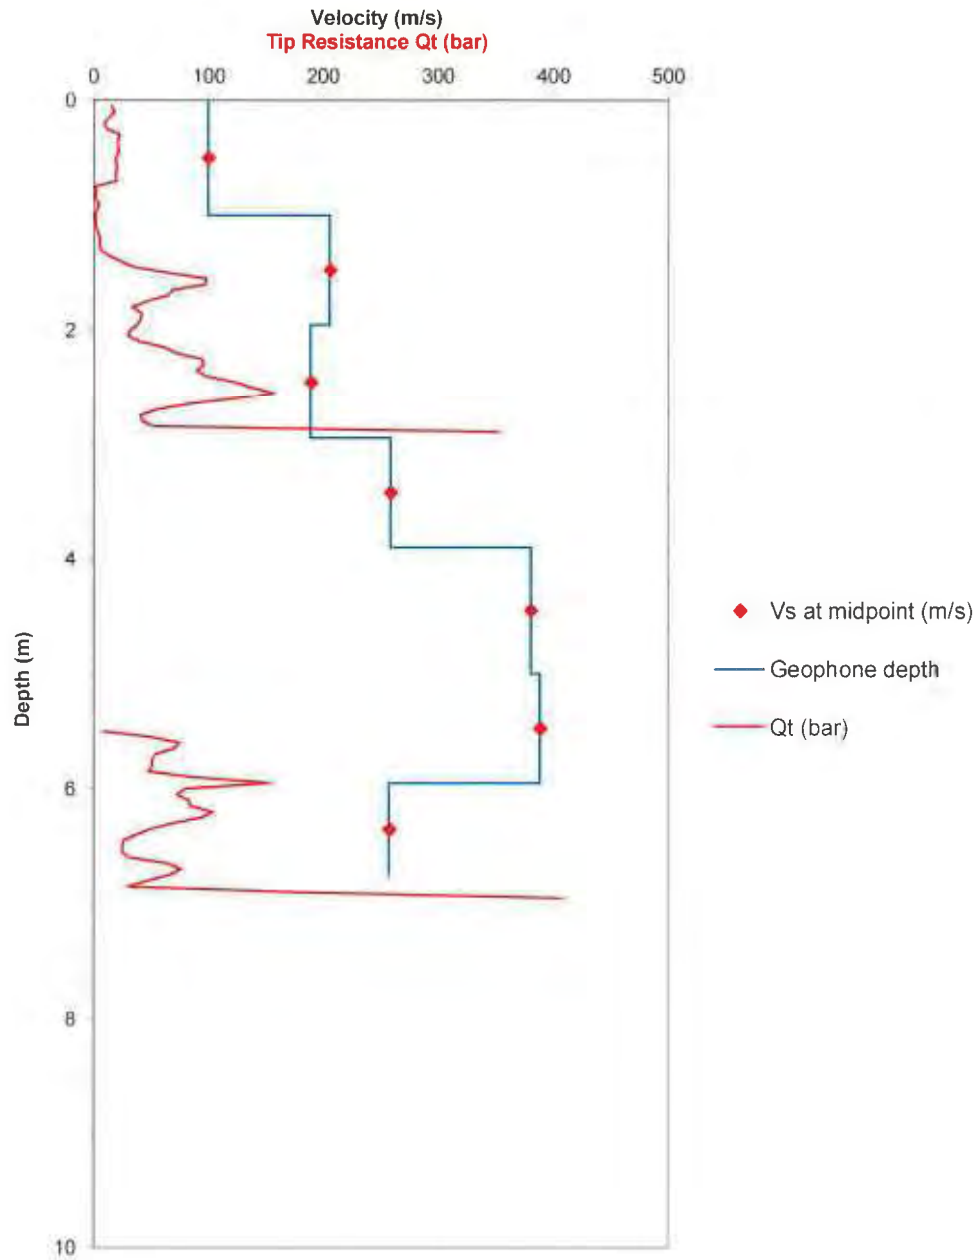 Velocity (m/s)
Tip Resistance Qt (bar)
0 100 200 300 400 500
0
2
4
6
8
10
Depth (m)
Vs at midpoint (m/s)
Geophone depth
Qt (bar)